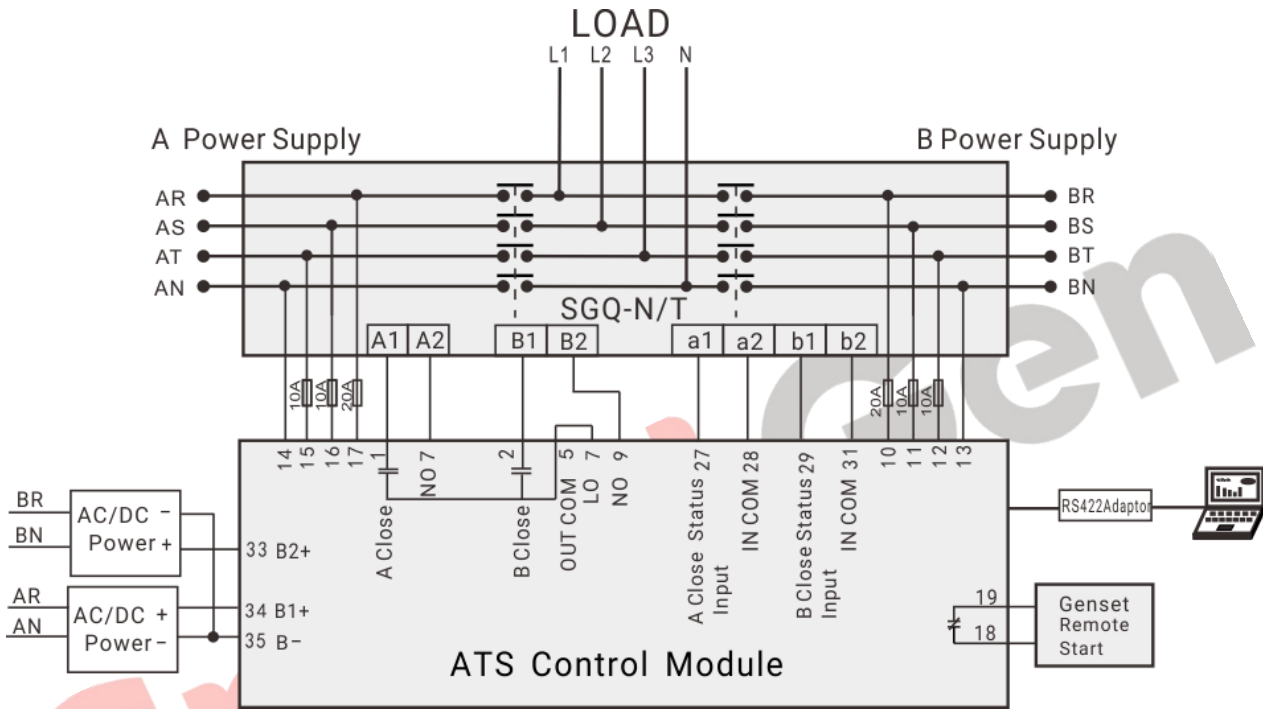 LOAD
L1 L2 L3 N
A Power Supply
B Power Supply
AR
AS
AT
AN
BR
BS
BT
BN
SGQ-N/T
A1 A2 B1 B2 a1 a2 b1 b2
10A 10A 20A
20A 10A 10A
14 15 16 17
1
A Close
NO 7
2
B Close
OUT COM 5
LO 7
NO 9
A Close Status 27
Input
IN COM 28
B Close Status 29
Input
IN COM 31
10 11 12 13
BR
BN
AC/DC −
Power +
33 B2+
AR
AN
AC/DC +
Power −
34 B1+
35 B−
RS422Adaptor
19
18
Genset
Remote
Start
ATS Control Module